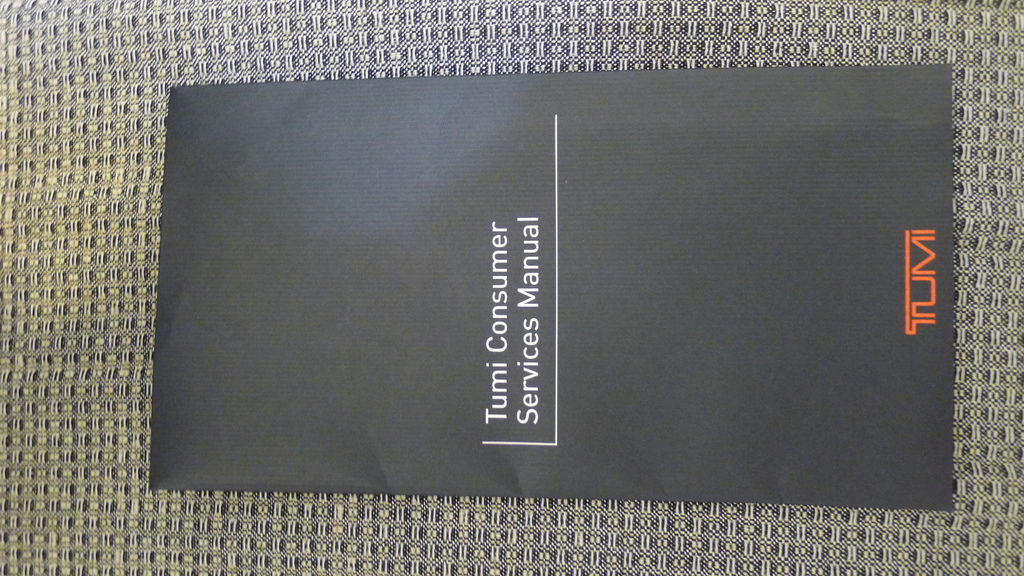 Tumi Consumer
Services Manual
TUMI